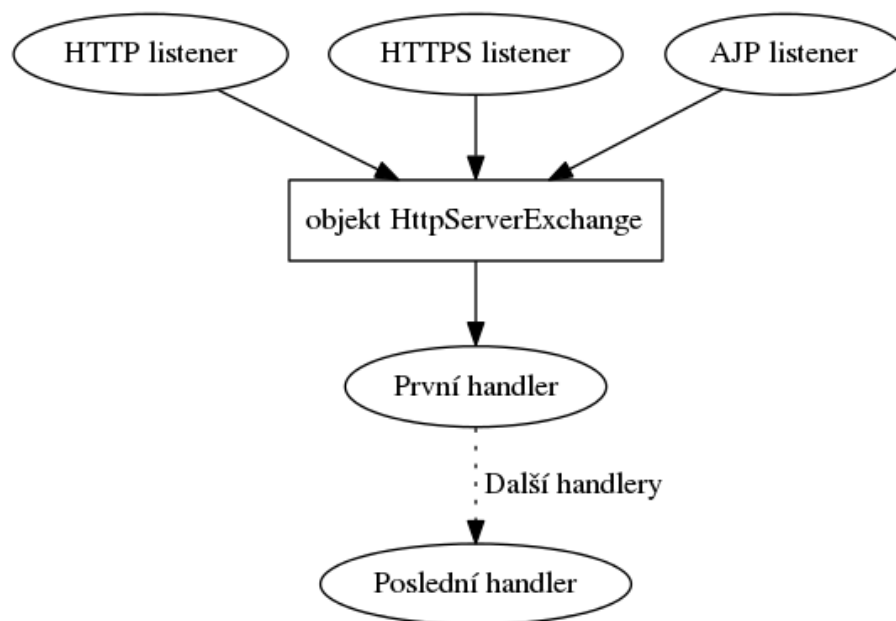 HTTP listener
HTTPS listener
AJP listener
objekt HttpServerExchange
První handler
Další handlery
Poslední handler